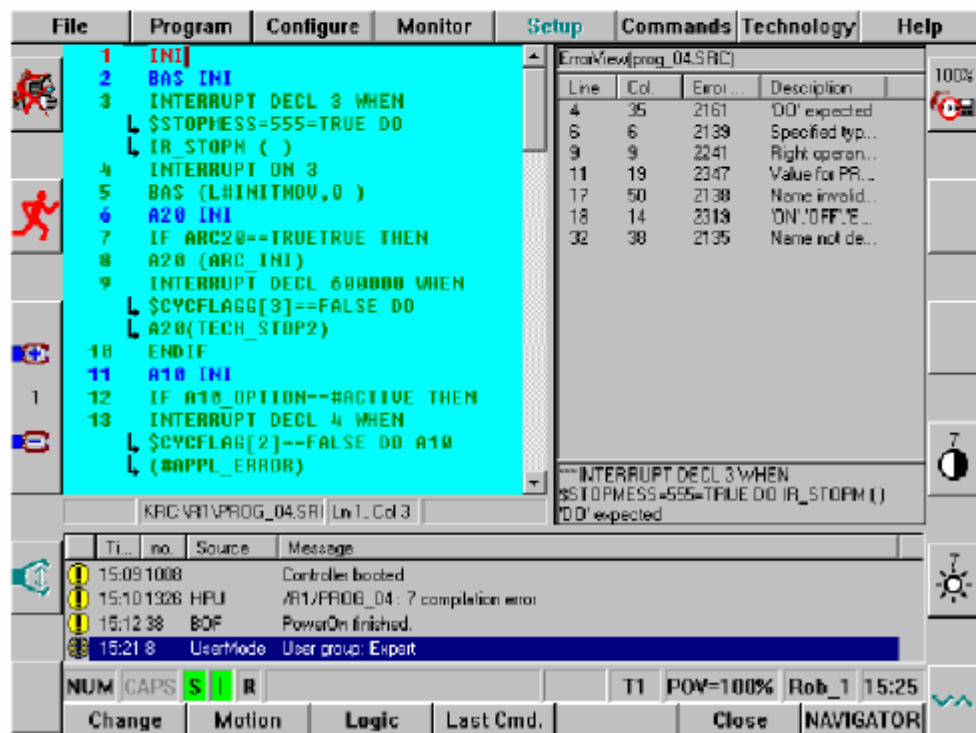 File Program Configure Monitor Setup Commands Technology Help
1 INI
2 BAS INI
3 INTERRUPT DECL 3 WHEN
$STOPMESS=555=TRUE DO
IR_STOPM ( )
4 INTERRUPT ON 3
5 BAS (L#INITMOV,0 )
6 A20 INI
7 IF ARC20==TRUETRUE THEN
8 A20 (ARC_INI)
9 INTERRUPT DECL 600000 WHEN
$CYCFLAGG[3]==FALSE DO
A20(TECH_STOP2)
10 ENDIF
11 A10 INI
12 IF A10_OPTION--#ACTIVE THEN
13 INTERRUPT DECL 4 WHEN
$CYCFLAG[2]==FALSE DO A10
(#APPL_ERROR)
KRC:\R1\PROG_04.SRI Ln 1, Col 3
ErrorView(prog_04.SRC)
Line Col. Error ... Description
4 35 2161 'DO' expected
6 6 2139 Specified typ...
9 9 2241 Right operan...
11 19 2347 Value for PR...
17 50 2138 Name invalid...
18 14 2319 'ON','OFF','E...
32 38 2135 Name not de...
INTERRUPT DECL 3 WHEN
$STOPMESS=555=TRUE DO IR_STOPM ()
'DO' expected
100%
1
7
7
Ti... no. Source Message
15:09 1008 Controller booted
15:10 1326 HPU /R1/PROG_04 : 7 compilation error
15:12 38 BOF PowerOn finished.
15:21 8 UserMode User group: Expert
NUM CAPS S I R T1 POV=100% Rob_1 15:25
Change Motion Logic Last Cmd. Close NAVIGATOR